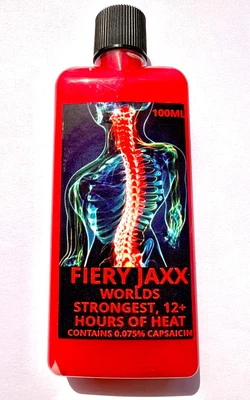 100ML
FIERY JAXX
WORLDS
STRONGEST, 12+
HOURS OF HEAT
CONTAINS 0.075% CAPSAICIN